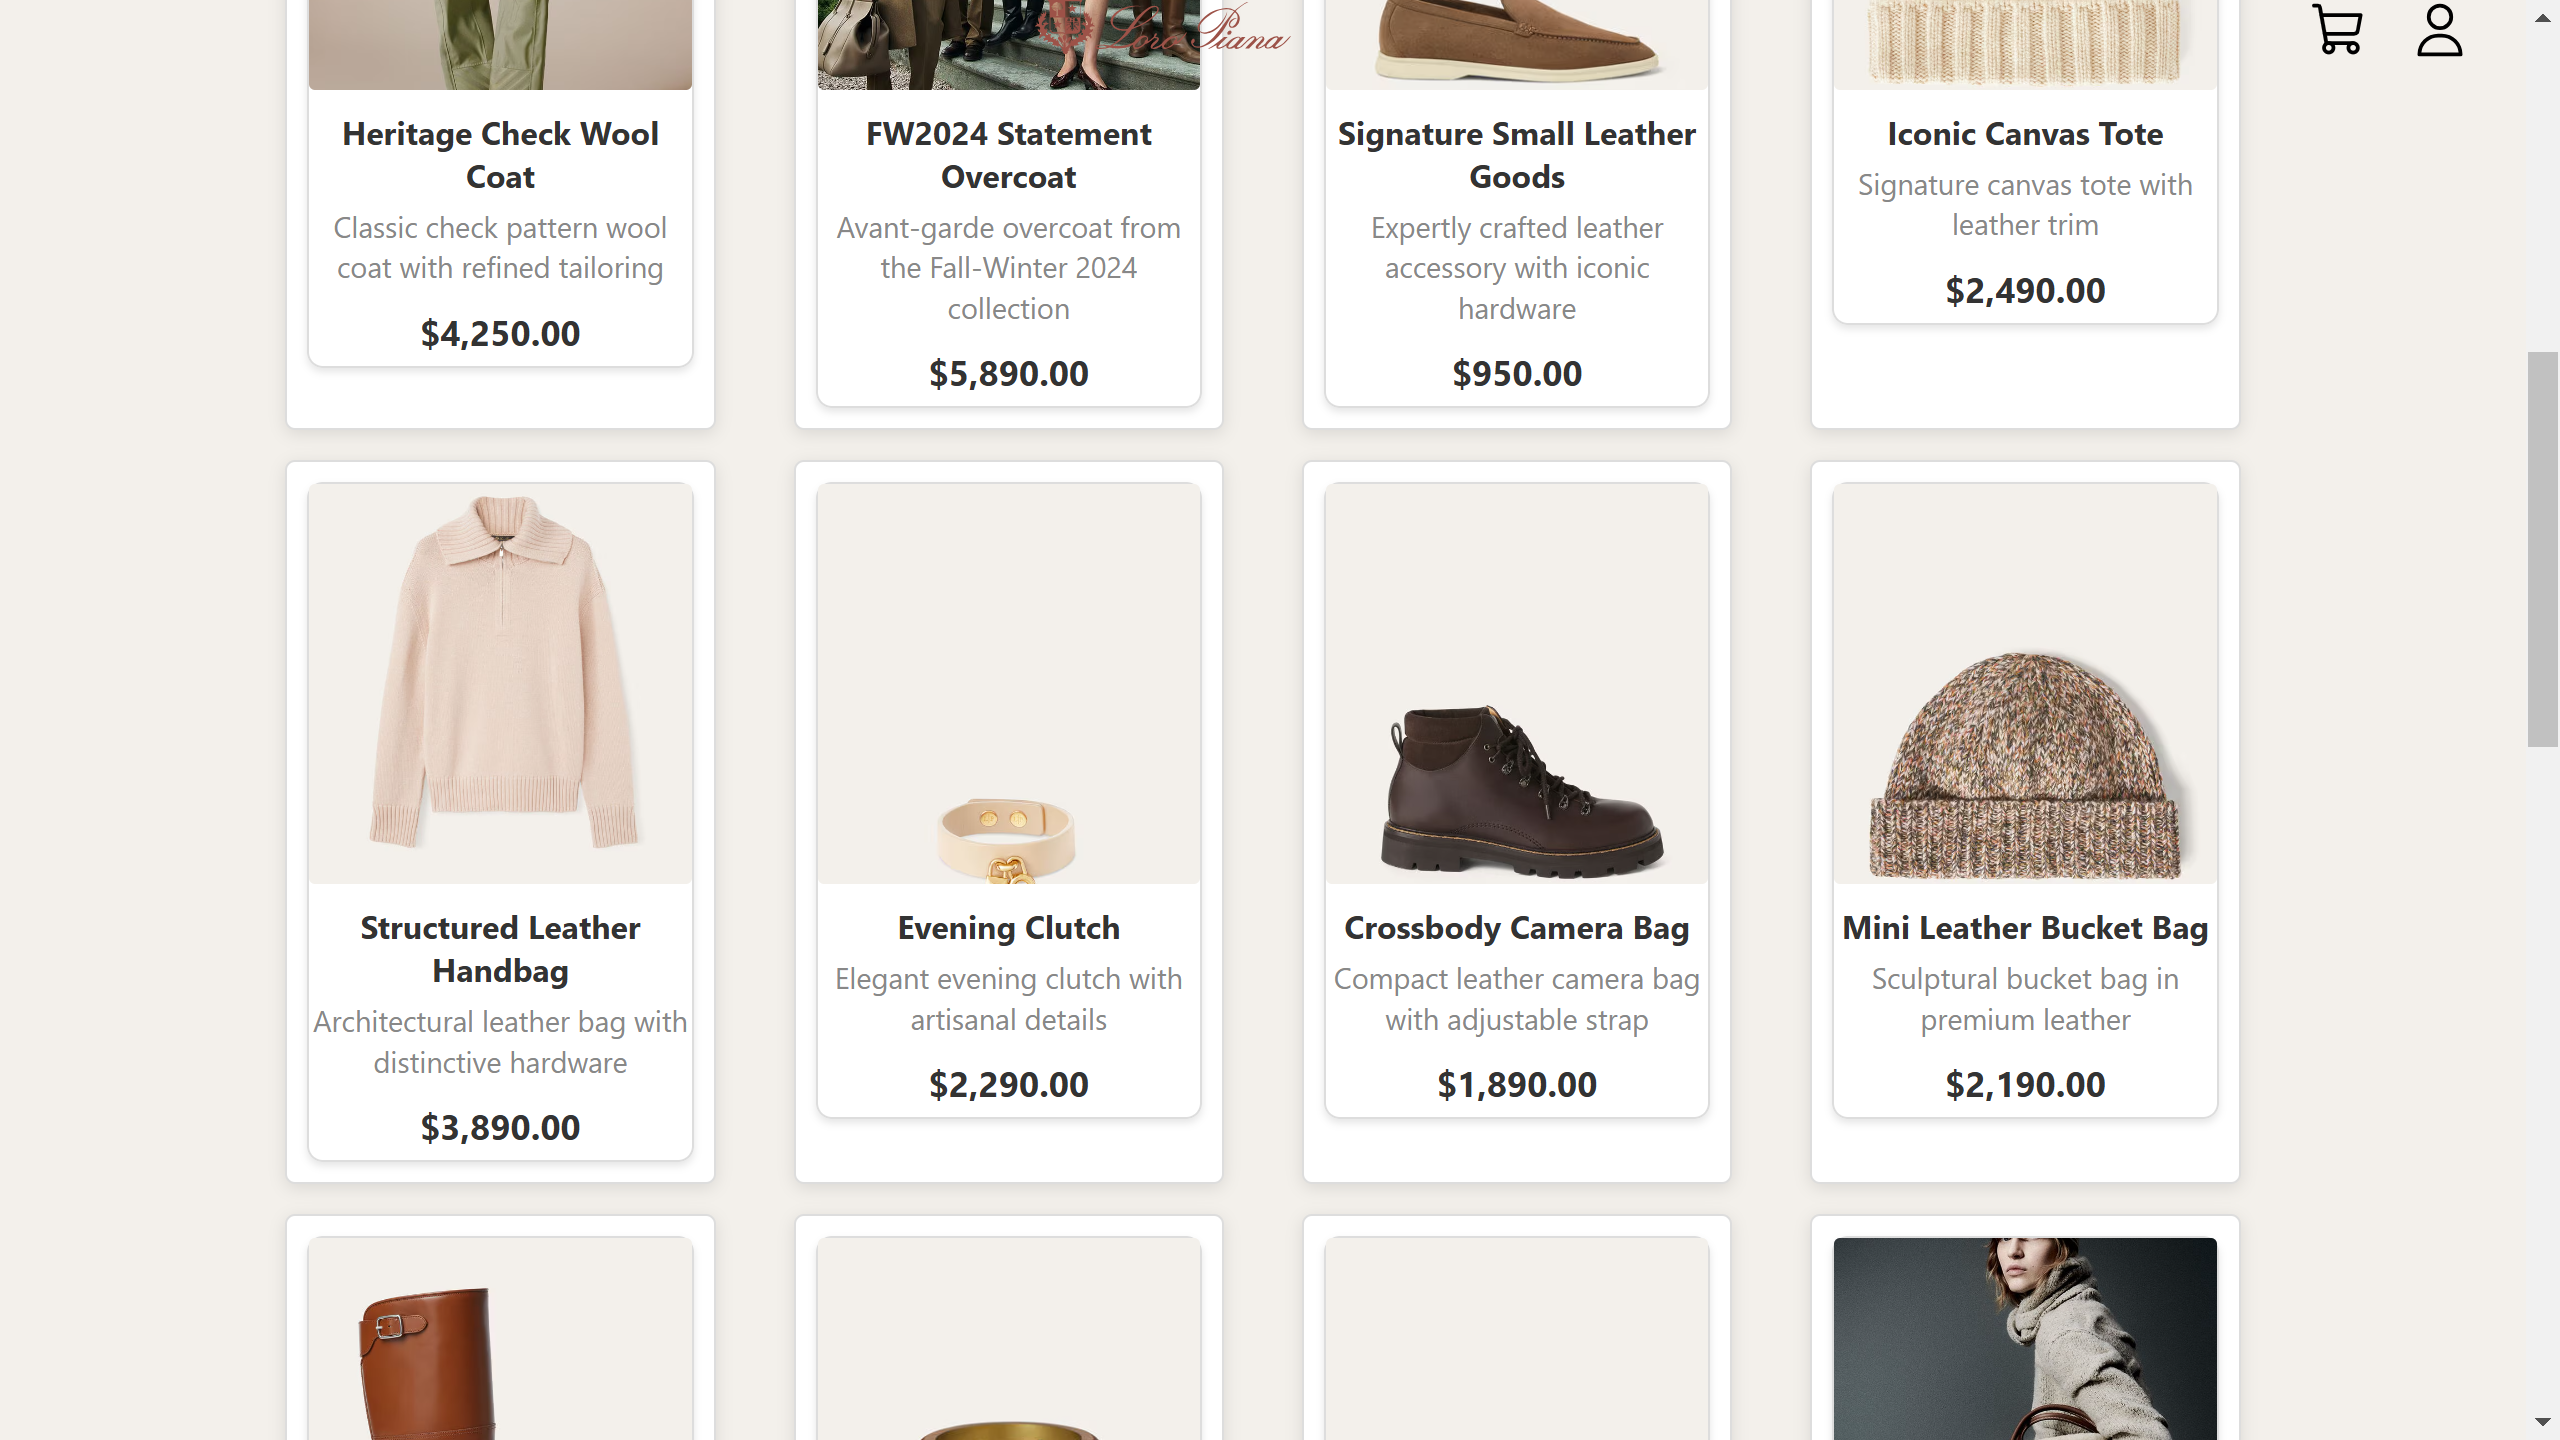 Loro Piana
Heritage Check Wool
Coat
Classic check pattern wool
coat with refined tailoring
$4,250.00
FW2024 Statement
Overcoat
Avant-garde overcoat from
the Fall-Winter 2024
collection
$5,890.00
Signature Small Leather
Goods
Expertly crafted leather
accessory with iconic
hardware
$950.00
Iconic Canvas Tote
Signature canvas tote with
leather trim
$2,490.00
Structured Leather
Handbag
Architectural leather bag with
distinctive hardware
$3,890.00
Evening Clutch
Elegant evening clutch with
artisanal details
$2,290.00
Crossbody Camera Bag
Compact leather camera bag
with adjustable strap
$1,890.00
Mini Leather Bucket Bag
Sculptural bucket bag in
premium leather
$2,190.00